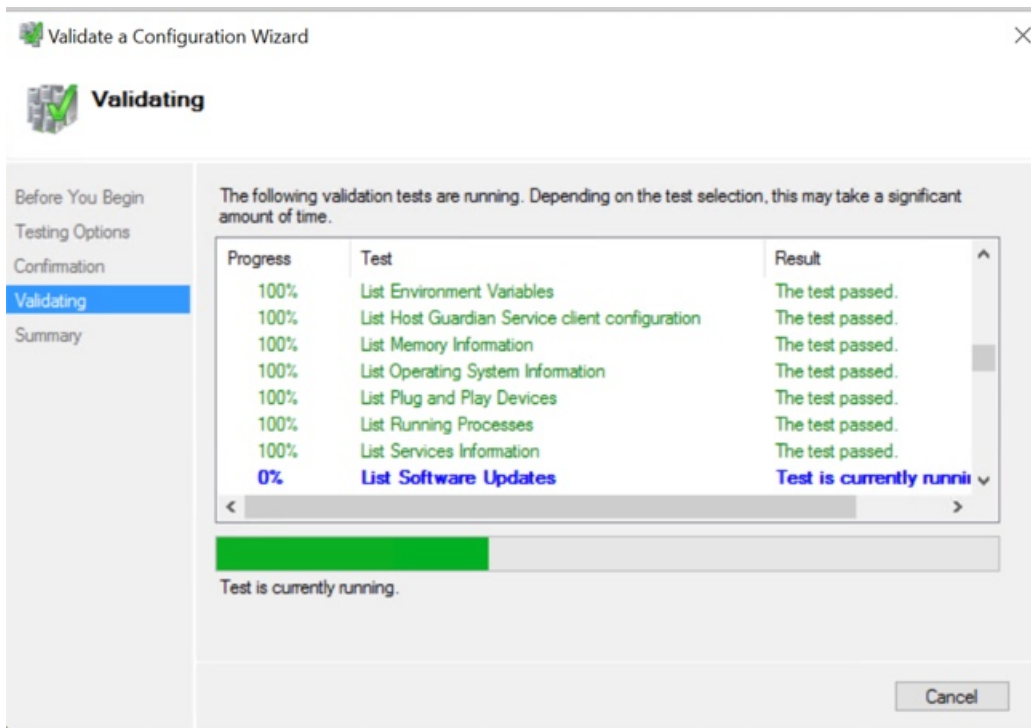 Validate a Configuration Wizard
Validating
Before You Begin
Testing Options
Confirmation
Validating
Summary
The following validation tests are running. Depending on the test selection, this may take a significant
amount of time.
Progress Test Result
100% List Environment Variables The test passed.
100% List Host Guardian Service client configuration The test passed.
100% List Memory Information The test passed.
100% List Operating System Information The test passed.
100% List Plug and Play Devices The test passed.
100% List Running Processes The test passed.
100% List Services Information The test passed.
0% List Software Updates Test is currently
Test is currently running.
Cancel